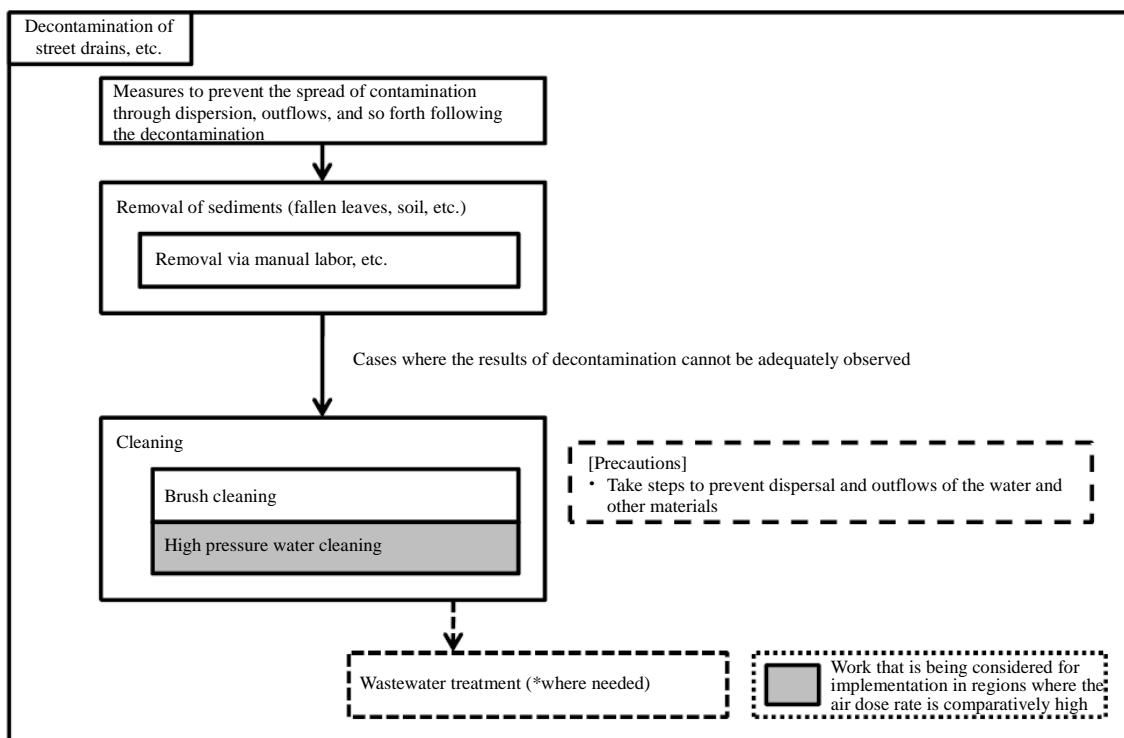 Decontamination of
street drains, etc.
Measures to prevent the spread of contamination
through dispersion, outflows, and so forth following
the decontamination
Removal of sediments (fallen leaves, soil, etc.)
Removal via manual labor, etc.
Cases where the results of decontamination cannot be adequately observed
Cleaning
Brush cleaning
High pressure water cleaning
[Precautions]
・ Take steps to prevent dispersal and outflows of the water and
other materials
Wastewater treatment (*where needed)
Work that is being considered for
implementation in regions where the
air dose rate is comparatively high